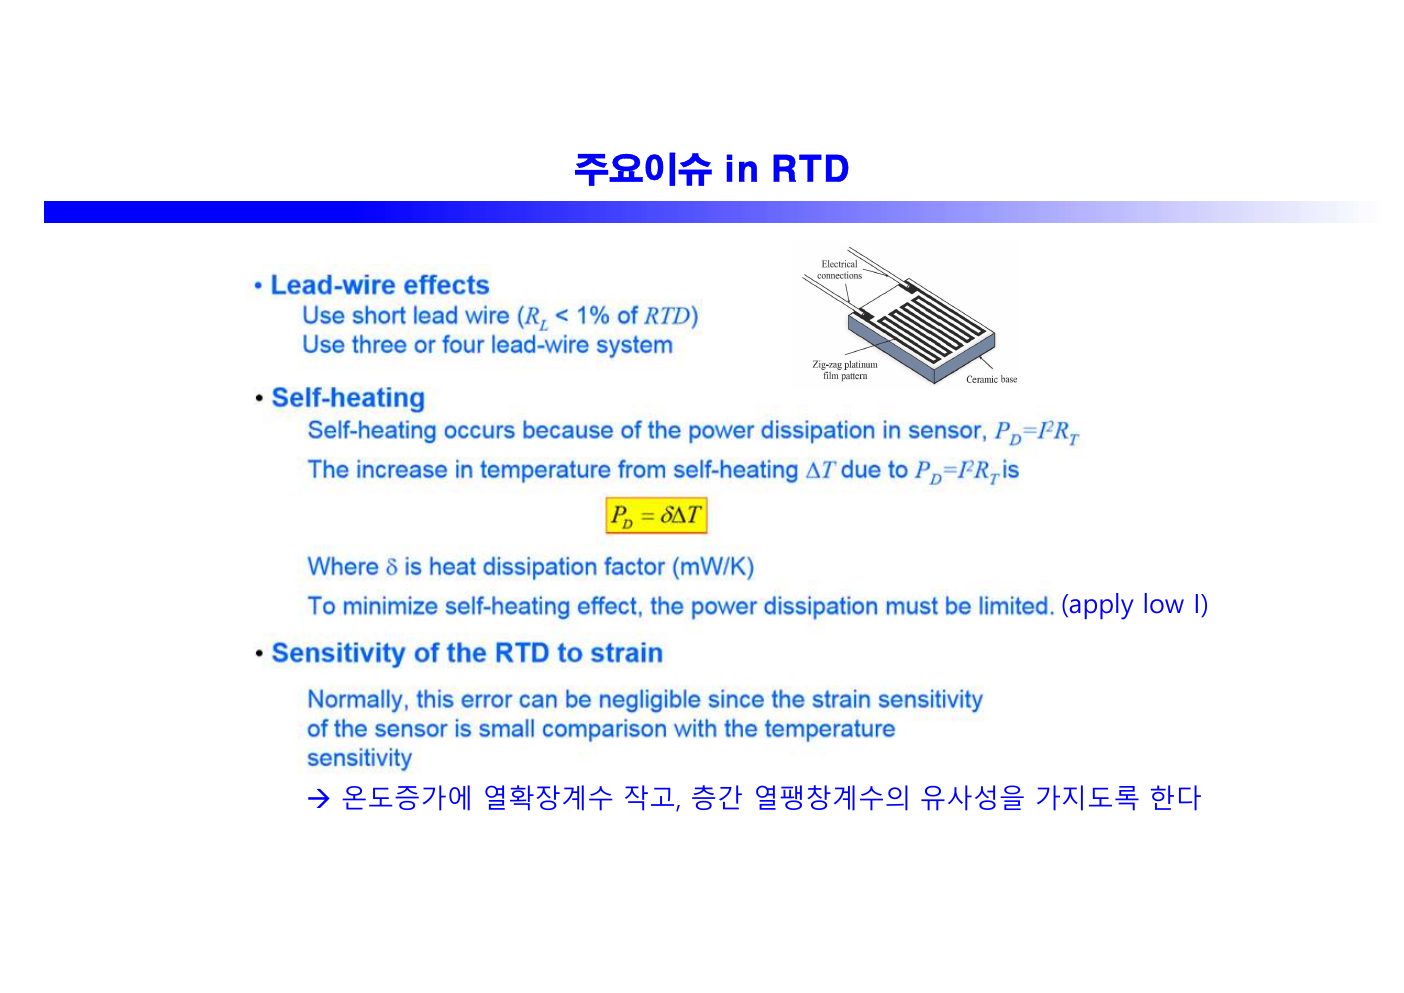 주요이슈 in RTD
• Lead-wire effects
Use short lead wire (R_L < 1% of RTD)
Use three or four lead-wire system
Electrical
connections
Zig-zag platinum
film pattern
Ceramic base
• Self-heating
Self-heating occurs because of the power dissipation in sensor, P_D=I²R_T
The increase in temperature from self-heating ΔT due to P_D=I²R_T is
P_D = δΔT
Where δ is heat dissipation factor (mW/K)
To minimize self-heating effect, the power dissipation must be limited. (apply low I)
• Sensitivity of the RTD to strain
Normally, this error can be negligible since the strain sensitivity
of the sensor is small comparison with the temperature
sensitivity
→ 온도증가에 열확장계수 작고, 층간 열팽창계수의 유사성을 가지도록 한다